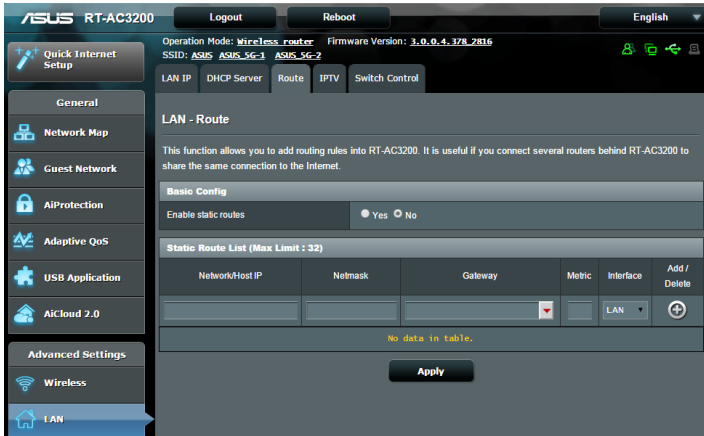 ASUS RT-AC3200 Logout Reboot English
Quick Internet Setup
Operation Mode: Wireless router Firmware Version: 3.0.0.4.378_2816
SSID: ASUS ASUS_5G-1 ASUS_5G-2
LAN IP DHCP Server Route IPTV Switch Control
General
Network Map
Guest Network
AiProtection
Adaptive QoS
USB Application
AiCloud 2.0
Advanced Settings
Wireless
LAN
LAN - Route
This function allows you to add routing rules into RT-AC3200. It is useful if you connect several routers behind RT-AC3200 to
share the same connection to the Internet.
Basic Config
Enable static routes Yes No
Static Route List (Max Limit : 32)
Network/Host IP Netmask Gateway Metric Interface Add / Delete
LAN
No data in table.
Apply